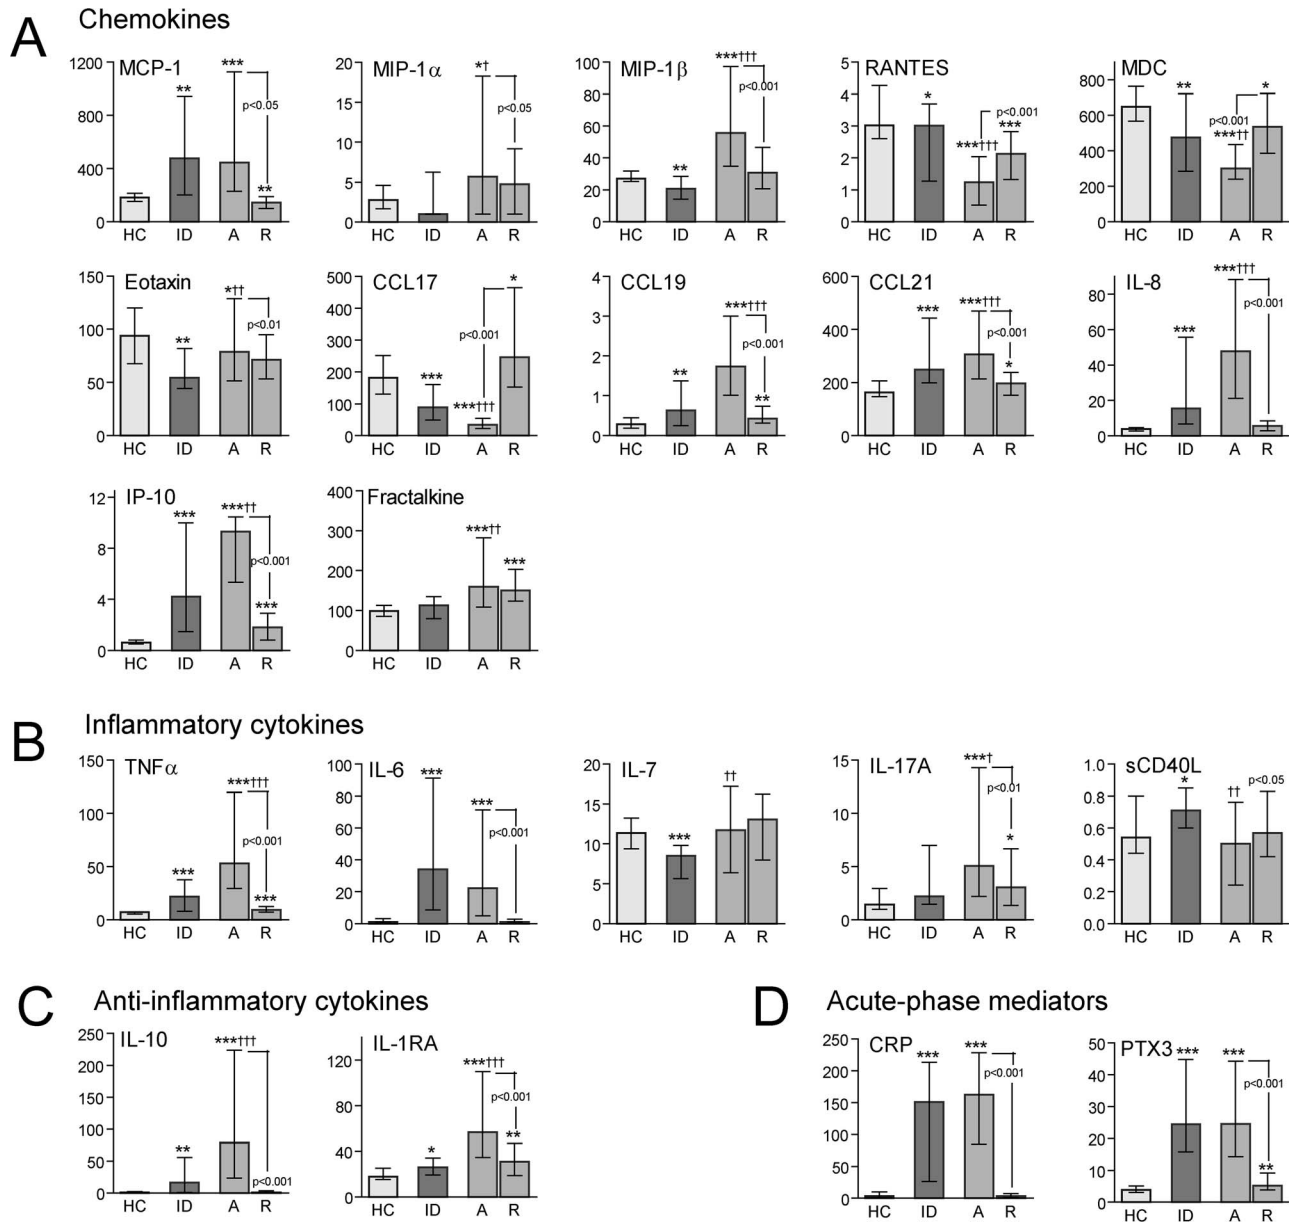 A Chemokines
MCP-1
1200
800
400
0
***
**
p<0.05
**
HC ID A R
MIP-1α
20
15
10
5
0
*†
p<0.05
HC ID A R
MIP-1β
100
80
60
40
20
0
***†††
p<0.001
**
HC ID A R
RANTES
5
4
3
2
1
0
*
p<0.001
***
***†††
HC ID A R
MDC
800
600
400
200
0
**
*
p<0.001
***††
HC ID A R
Eotaxin
150
100
50
0
*††
p<0.01
**
HC ID A R
CCL17
500
400
300
200
100
0
*
p<0.001
***
***†††
HC ID A R
CCL19
4
3
2
1
0
***†††
p<0.001
**
**
HC ID A R
CCL21
600
400
200
0
***
***†††
p<0.001
*
HC ID A R
IL-8
80
60
40
20
0
***†††
p<0.001
***
HC ID A R
IP-10
12
8
4
0
***
***††
p<0.001
***
HC ID A R
Fractalkine
400
300
200
100
0
***††
***
HC ID A R
B Inflammatory cytokines
TNFα
150
100
50
0
***†††
p<0.001
***
***
HC ID A R
IL-6
100
80
60
40
20
0
***
***
p<0.001
HC ID A R
IL-7
20
15
10
5
0
††
***
HC ID A R
IL-17A
15
10
5
0
***†
p<0.01
*
HC ID A R
sCD40L
1.0
0.8
0.6
0.4
0.2
0.0
*
††
p<0.05
HC ID A R
C Anti-inflammatory cytokines
IL-10
250
200
150
100
50
0
***†††
**
p<0.001
HC ID A R
IL-1RA
120
80
40
0
***†††
p<0.001
*
**
HC ID A R
D Acute-phase mediators
CRP
250
200
150
100
50
0
***
***
p<0.001
HC ID A R
PTX3
50
40
30
20
10
0
***
***
p<0.001
**
HC ID A R